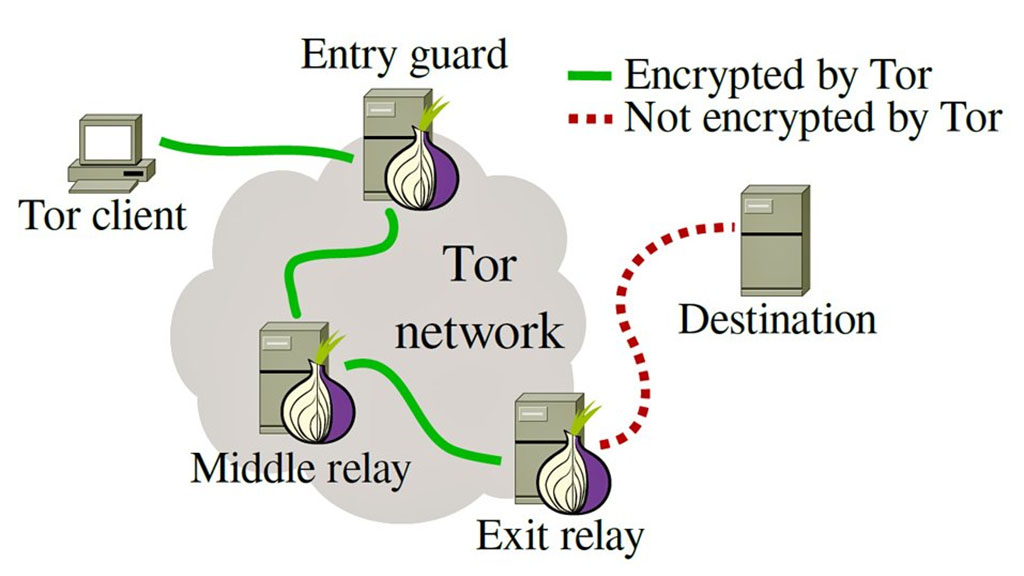 Entry guard
Encrypted by Tor
Not encrypted by Tor
Tor client
Tor
network
Destination
Middle relay
Exit relay